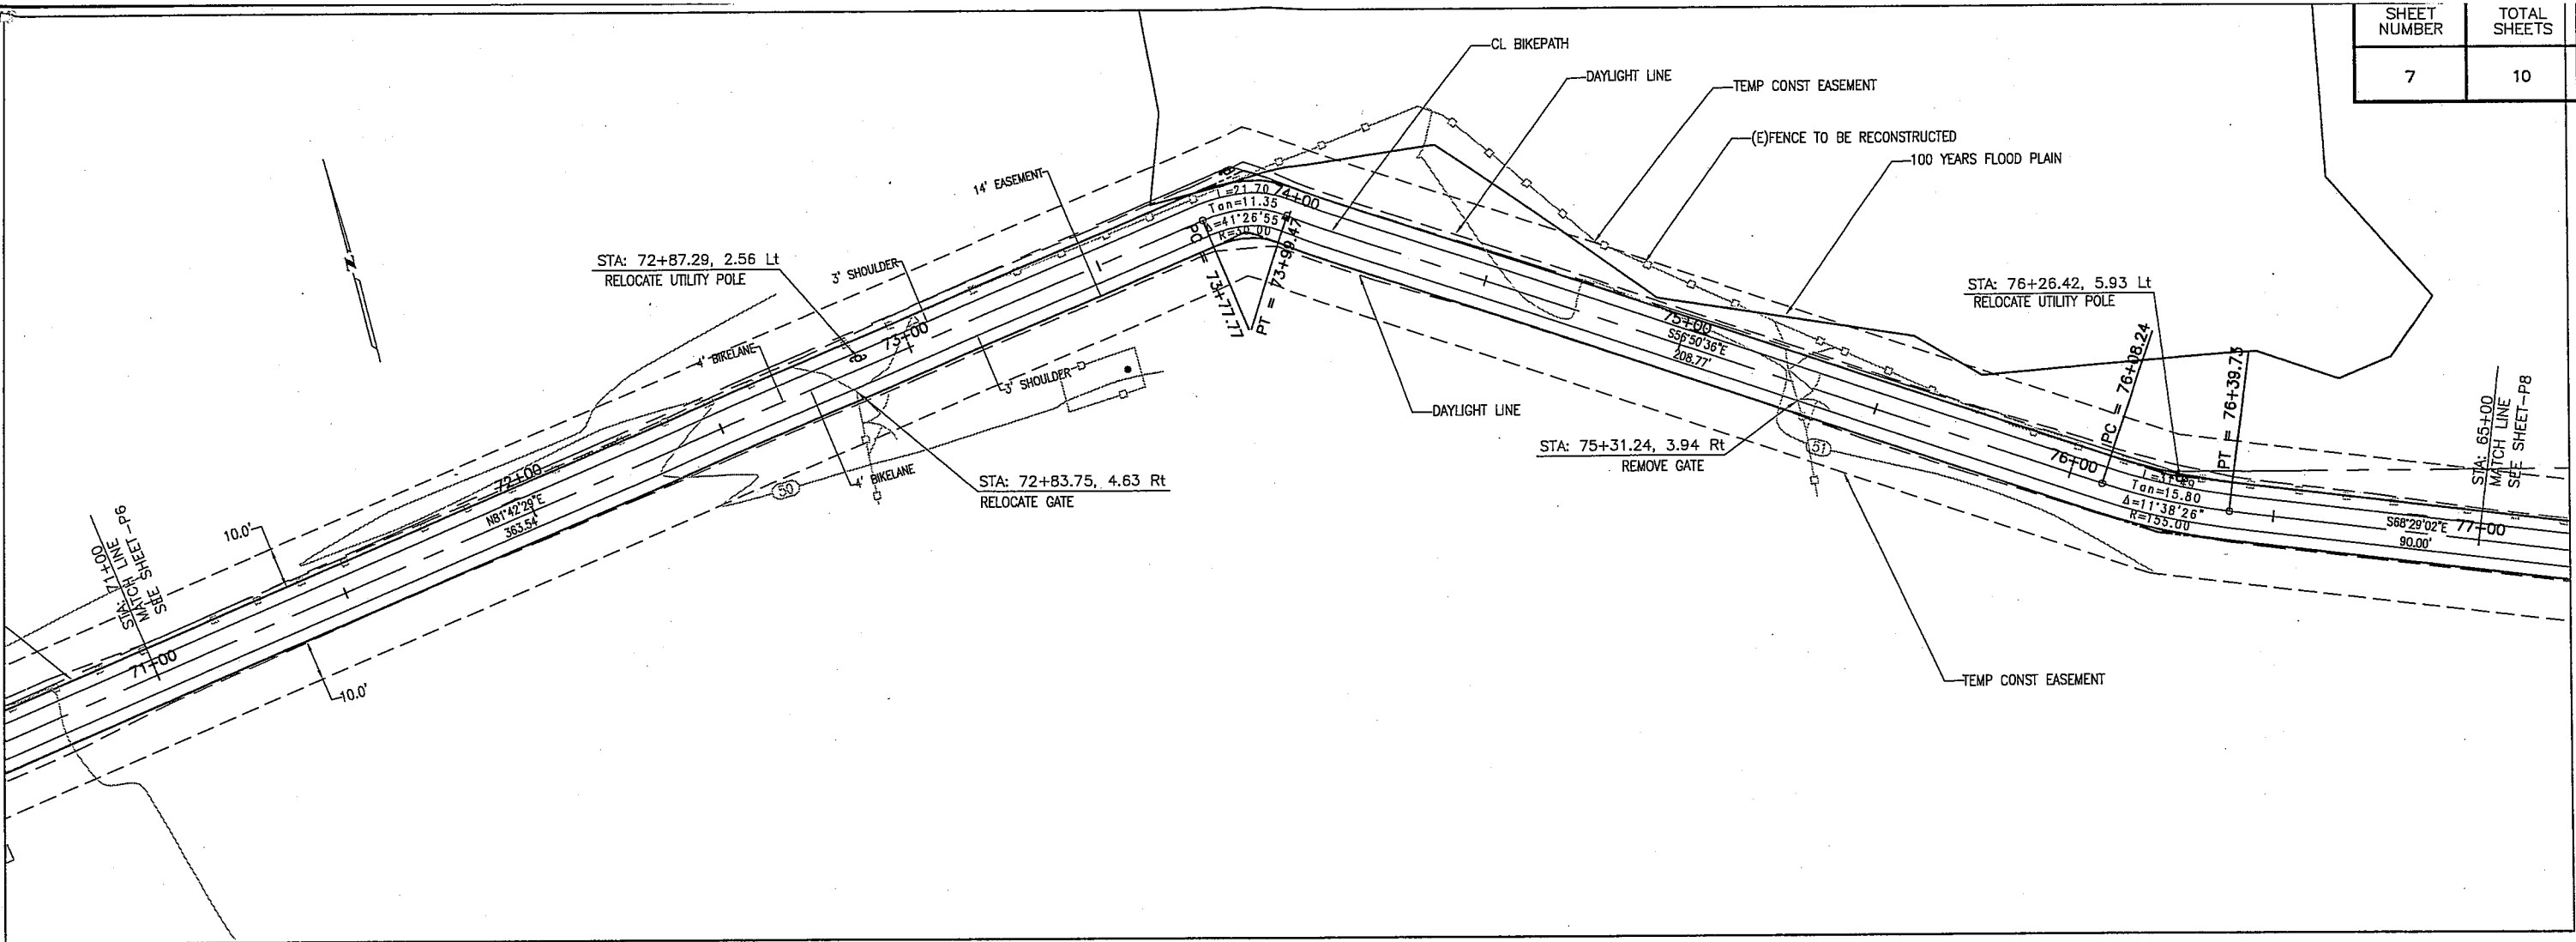 SHEET
NUMBER
TOTAL
SHEETS
7
10
CL BIKEPATH
DAYLIGHT LINE
TEMP CONST EASEMENT
(E)FENCE TO BE RECONSTRUCTED
100 YEARS FLOOD PLAIN
14' EASEMENT
L=21.70
74+00
Tan=11.35
Δ=41°26'55"
R=30.00
PC = 73+77.77
PT = 73+99.47
N
STA: 72+87.29, 2.56 Lt
RELOCATE UTILITY POLE
3' SHOULDER
73+00
4' BIKELANE
3' SHOULDER
4' BIKELANE
STA: 72+83.75, 4.63 Rt
RELOCATE GATE
50
DAYLIGHT LINE
75+00
S56°50'36"E
208.77'
STA: 76+26.42, 5.93 Lt
RELOCATE UTILITY POLE
PC = 76+08.24
PT = 76+39.73
STA: 65+00
MATCH LINE
SEE SHEET-P8
STA: 75+31.24, 3.94 Rt
REMOVE GATE
51
76+00
L=31.49
Tan=15.80
Δ=11°38'26"
R=155.00
S68°29'02"E
77+00
90.00'
72+00
N81°42'29"E
363.54'
10.0'
STA: 71+00
MATCH LINE
SEE SHEET-P6
71+00
10.0'
TEMP CONST EASEMENT